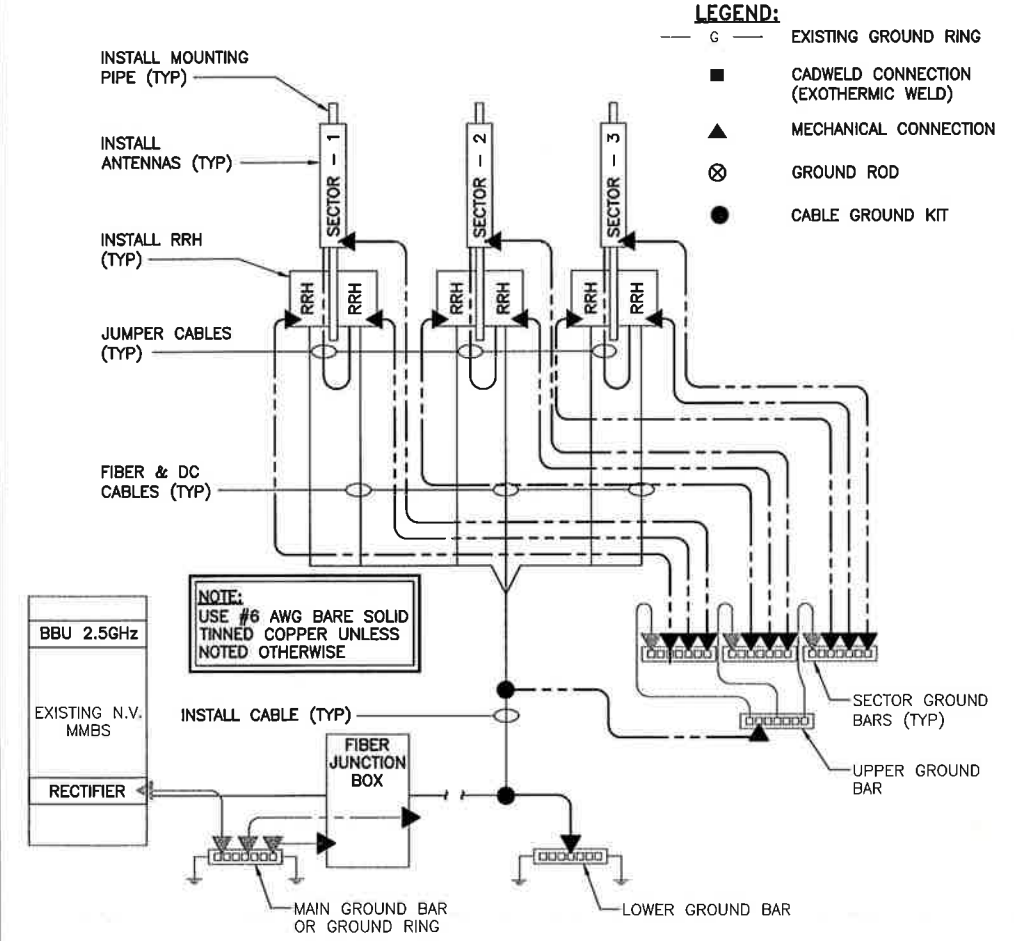 LEGEND:
G
EXISTING GROUND RING
CADWELD CONNECTION
(EXOTHERMIC WELD)
MECHANICAL CONNECTION
GROUND ROD
CABLE GROUND KIT
INSTALL MOUNTING
PIPE (TYP)
INSTALL
ANTENNAS (TYP)
SECTOR - 1
SECTOR - 2
SECTOR - 3
INSTALL RRH
(TYP)
RRH
RRH
RRH
RRH
RRH
RRH
JUMPER CABLES
(TYP)
FIBER & DC
CABLES (TYP)
NOTE:
USE #6 AWG BARE SOLID
TINNED COPPER UNLESS
NOTED OTHERWISE
BBU 2.5GHz
EXISTING N.V.
MMBS
RECTIFIER
INSTALL CABLE (TYP)
FIBER
JUNCTION
BOX
SECTOR GROUND
BARS (TYP)
UPPER GROUND
BAR
MAIN GROUND BAR
OR GROUND RING
LOWER GROUND BAR